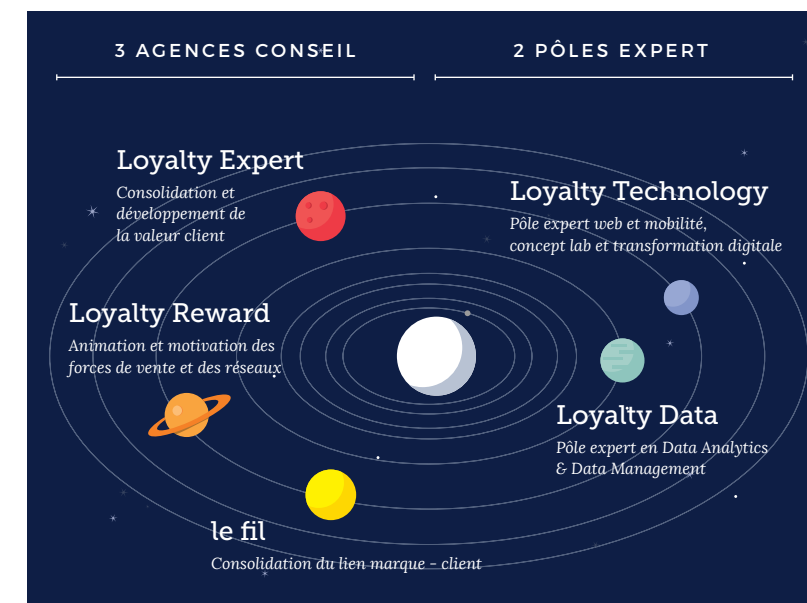 3 AGENCES CONSEIL
2 PÔLES EXPERT
Loyalty Expert
Consolidation et
développement de
la valeur client
Loyalty Technology
Pôle expert web et mobilité,
concept lab et transformation digitale
Loyalty Reward
Animation et motivation des
forces de vente et des réseaux
Loyalty Data
Pôle expert en Data Analytics
& Data Management
le fil
Consolidation du lien marque - client